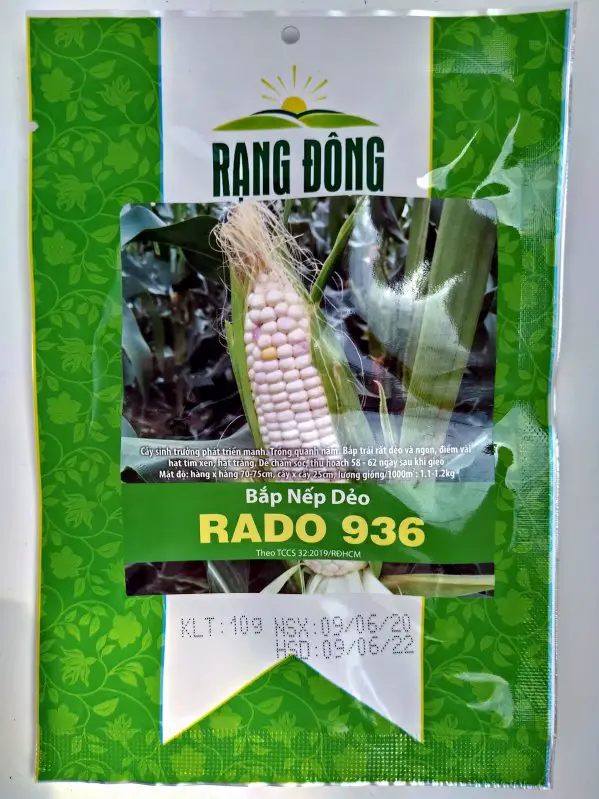 RẠNG ĐÔNG
Cây sinh trưởng phát triển mạnh. Trồng quanh năm. Bắp trái rất dẻo và ngon, điểm vài
hạt tím xen, hạt trắng. Dễ chăm sóc, thu hoạch 58 - 62 ngày sau khi gieo
Mật độ: hàng x hàng 70-75cm, cây x cây 25cm, lượng giống/1000m²: 1.1-1.2kg
Bắp Nếp Dẻo
RADO 936
Theo TCCS 32:2019/RĐHCM
KLT:10g NSX:09/06/20
HSD:09/06/22